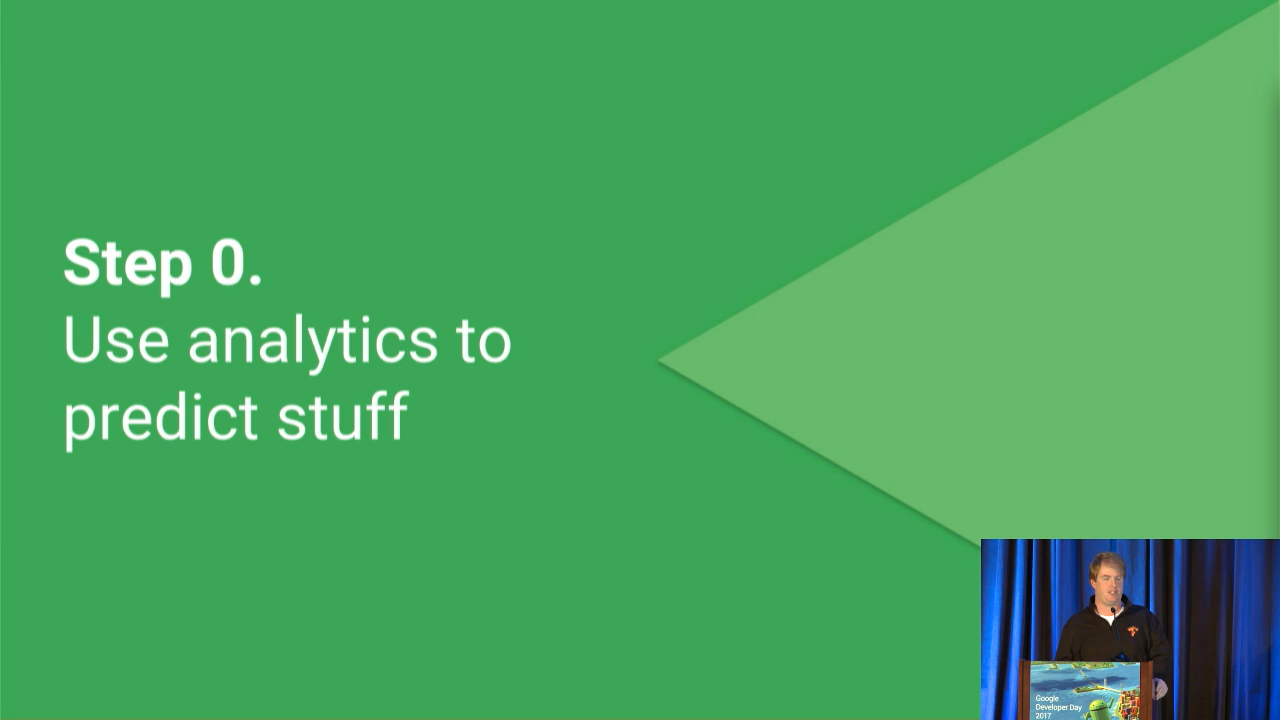 Step 0.
Use analytics to
predict stuff
Google
Developer Day
2017